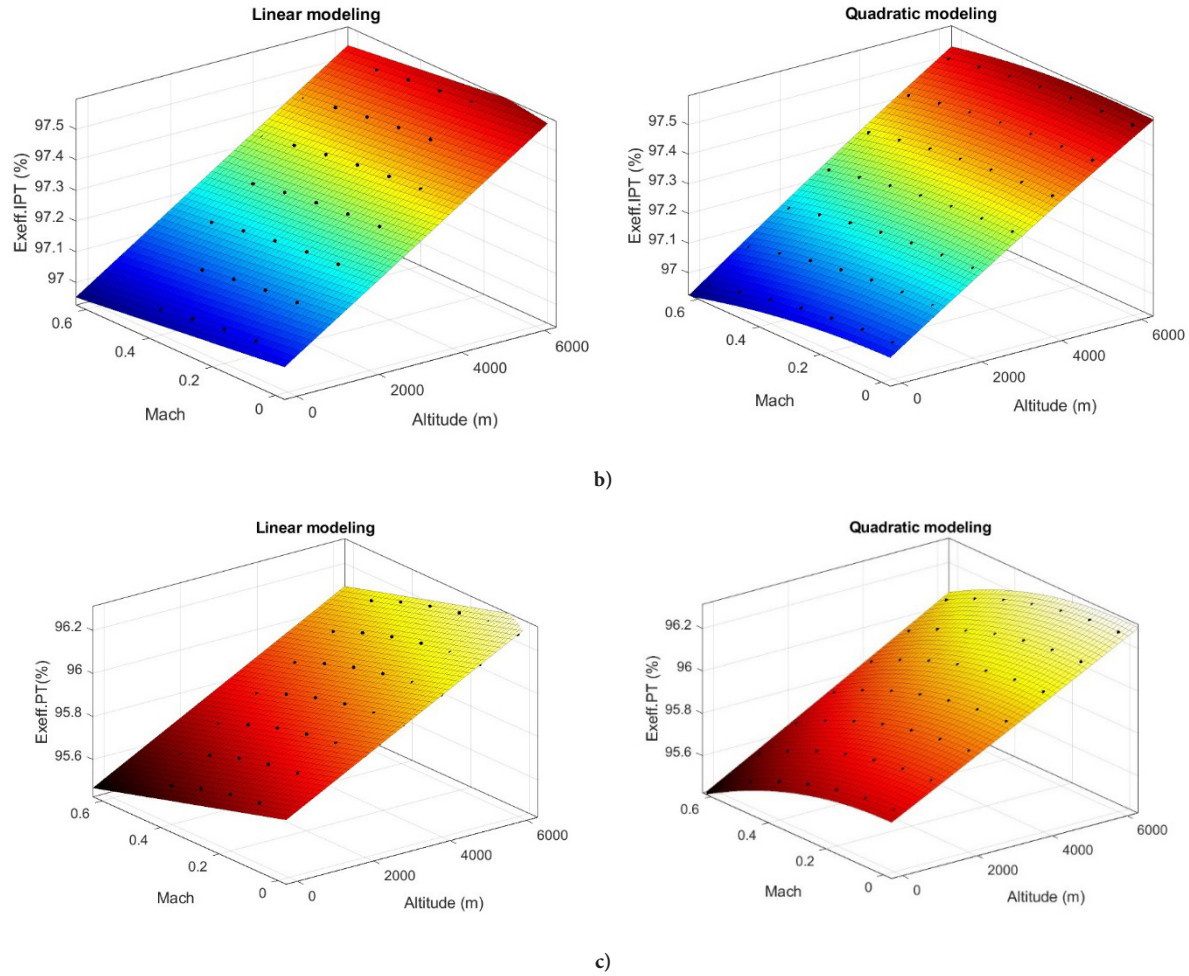 Linear modeling
Exeff.IPT (%)
97.5
97.4
97.3
97.2
97.1
97
0.6
0.4
0.2
0
Mach
0
2000
4000
6000
Altitude (m)
Quadratic modeling
Exeff.IPT (%)
97.5
97.4
97.3
97.2
97.1
97
0.6
0.4
0.2
0
Mach
0
2000
4000
6000
Altitude (m)
b)
Linear modeling
Exeff.PT(%)
96.2
96
95.8
95.6
0.6
0.4
0.2
0
Mach
0
2000
4000
6000
Altitude (m)
Quadratic modeling
Exeff.PT (%)
96.2
96
95.8
95.6
0.6
0.4
0.2
0
Mach
0
2000
4000
6000
Altitude (m)
c)